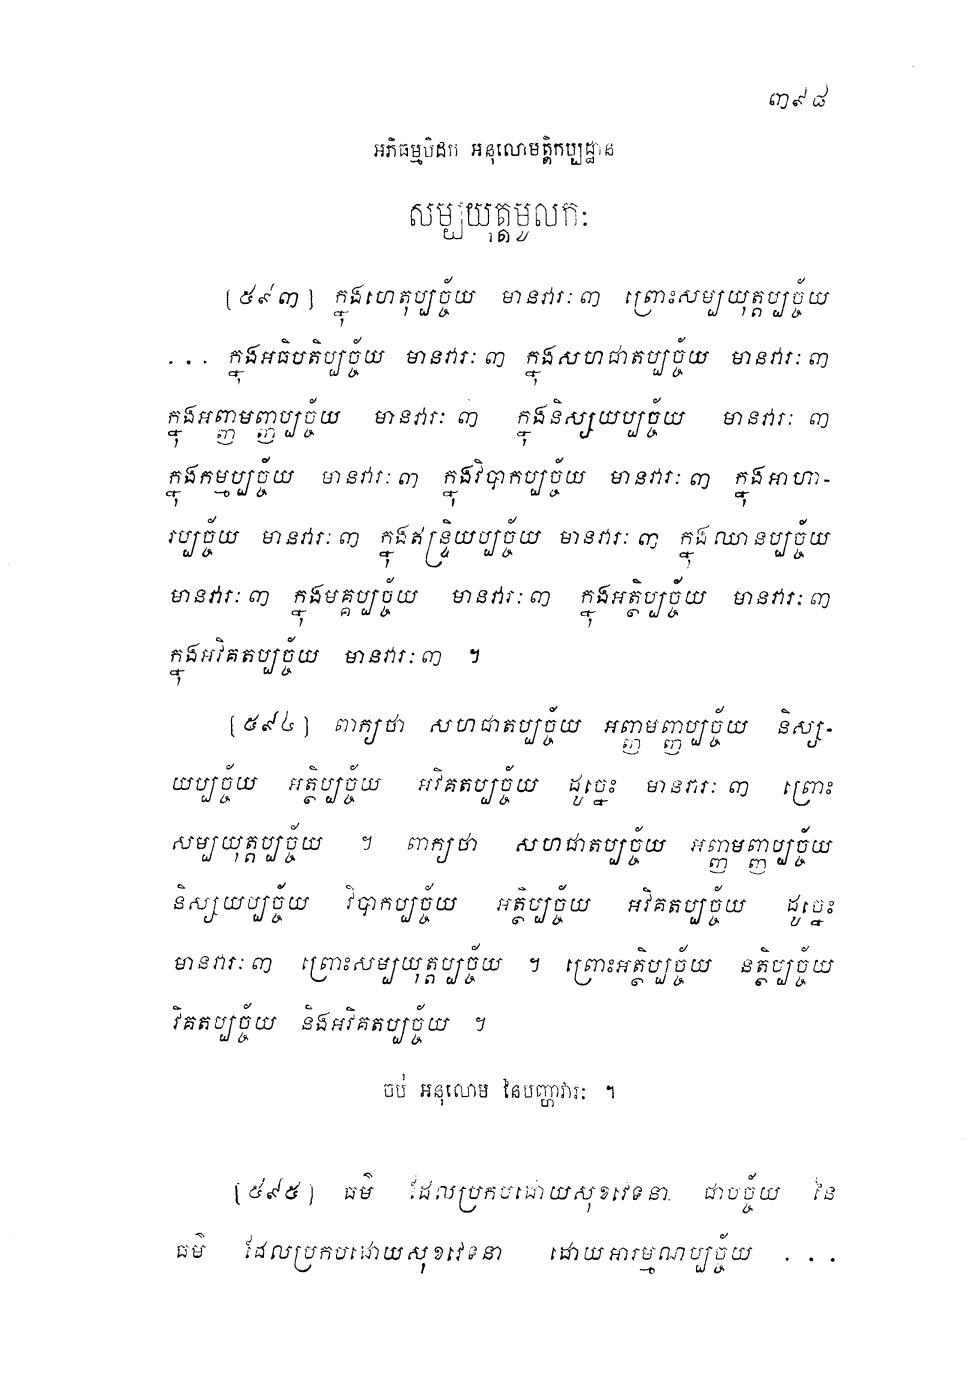 ៣៩៨
អភិធម្មបិដក អនុលោមត្តិកប្បដ្ឋាន
សម្បយុត្តមូលកៈ
[៥៩៣] ក្នុងហេតុប្បច្ច័យ មានវារៈ ៣ ព្រោះសម្បយុត្តប្បច្ច័យ
... ក្នុងអធិបតិប្បច្ច័យ មានវារៈ ៣ ក្នុងសហជាតប្បច្ច័យ មានវារៈ ៣
ក្នុងអញ្ញាមញ្ញប្បច្ច័យ មានវារៈ ៣ ក្នុងនិស្សយប្បច្ច័យ មានវារៈ ៣
ក្នុងកម្មប្បច្ច័យ មានវារៈ ៣ ក្នុងវិបាកប្បច្ច័យ មានវារៈ ៣ ក្នុងអាហា-
រប្បច្ច័យ មានវារៈ ៣ ក្នុងឥន្ទ្រិយប្បច្ច័យ មានវារៈ ៣ ក្នុងឈានប្បច្ច័យ
មានវារៈ ៣ ក្នុងមគ្គប្បច្ច័យ មានវារៈ ៣ ក្នុងអត្ថិប្បច្ច័យ មានវារៈ ៣
ក្នុងអវិគតប្បច្ច័យ មានវារៈ ៣ ។
[៥៩៤] ពាក្យថា សហជាតប្បច្ច័យ អញ្ញាមញ្ញប្បច្ច័យ និស្ស-
យប្បច្ច័យ អត្ថិប្បច្ច័យ អវិគតប្បច្ច័យ ដូច្នេះ មានវារៈ ៣ ព្រោះ
សម្បយុត្តប្បច្ច័យ ។ ពាក្យថា សហជាតប្បច្ច័យ អញ្ញាមញ្ញប្បច្ច័យ
និស្សយប្បច្ច័យ វិបាកប្បច្ច័យ អត្ថិប្បច្ច័យ អវិគតប្បច្ច័យ ដូច្នេះ
មានវារៈ ៣ ព្រោះសម្បយុត្តប្បច្ច័យ ។ ព្រោះអត្ថិប្បច្ច័យ នត្ថិប្បច្ច័យ
វិគតប្បច្ច័យ និងអវិគតប្បច្ច័យ ។
ចប់ អនុលោម នៃបញ្ហាវារៈ ។
[៥៩៥] ធម៌ ដែលប្រកបដោយសុខវេទនា ជាបច្ច័យ នៃ
ធម៌ ដែលប្រកបដោយសុខវេទនា ដោយអារម្មណប្បច្ច័យ ...